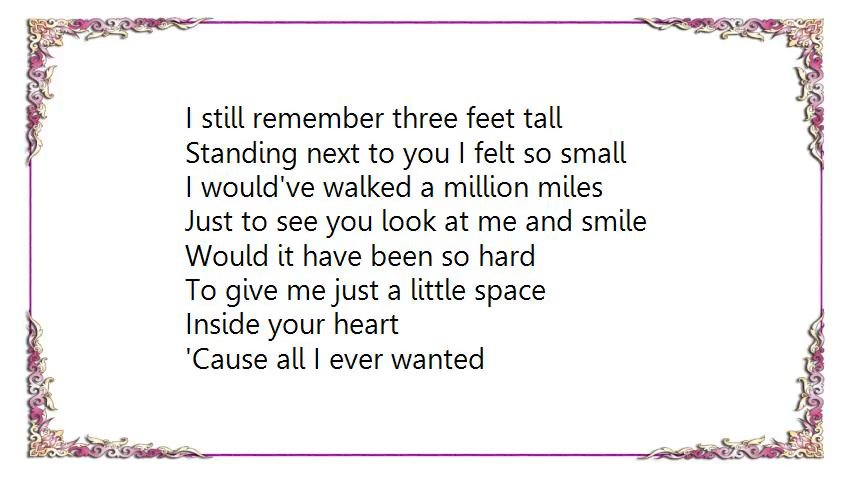 I still remember three feet tall
Standing next to you I felt so small
I would've walked a million miles
Just to see you look at me and smile
Would it have been so hard
To give me just a little space
Inside your heart
'Cause all I ever wanted